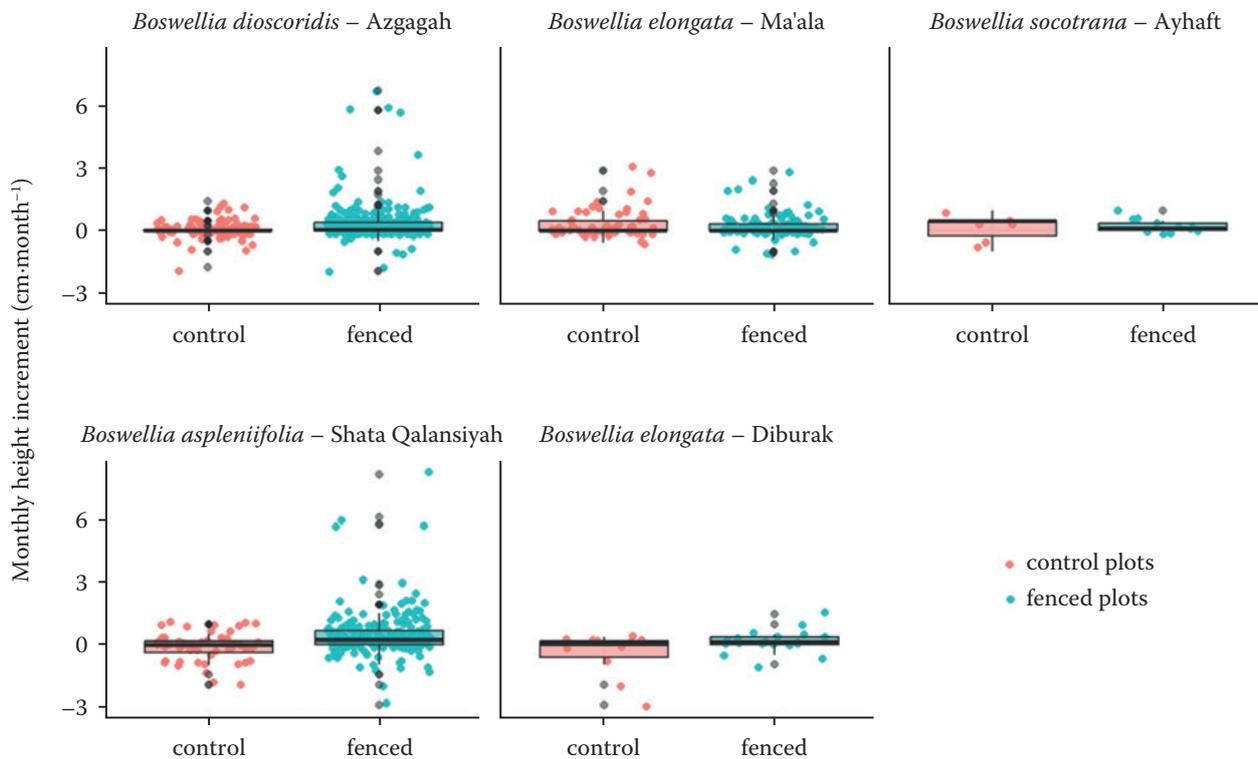 Boswellia dioscoridis – Azgagah
Boswellia elongata – Ma'ala
Boswellia socotrana – Ayhaft
Monthly height increment (cm·month⁻¹)
6
3
0
–3
control
fenced
control
fenced
control
fenced
Boswellia aspleniifolia – Shata Qalansiyah
Boswellia elongata – Diburak
6
3
0
–3
control
fenced
control
fenced
control plots
fenced plots